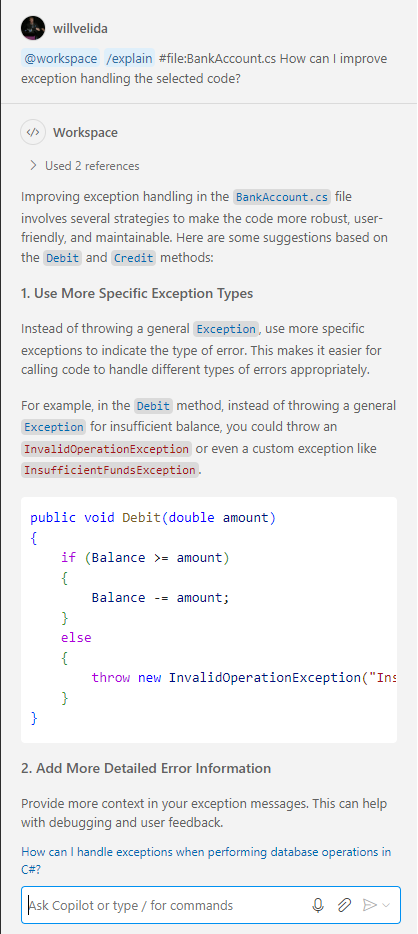 willvelida
@workspace /explain #file:BankAccount.cs How can I improve
exception handling the selected code?
Workspace
Used 2 references
Improving exception handling in the BankAccount.cs file
involves several strategies to make the code more robust, user-
friendly, and maintainable. Here are some suggestions based on
the Debit and Credit methods:
1. Use More Specific Exception Types
Instead of throwing a general Exception, use more specific
exceptions to indicate the type of error. This makes it easier for
calling code to handle different types of errors appropriately.
For example, in the Debit method, instead of throwing a general
Exception for insufficient balance, you could throw an
InvalidOperationException or even a custom exception like
InsufficientFundsException.
public void Debit(double amount)
{
    if (Balance >= amount)
    {
        Balance -= amount;
    }
    else
    {
        throw new InvalidOperationException("Ins
    }
}
2. Add More Detailed Error Information
Provide more context in your exception messages. This can help
with debugging and user feedback.
How can I handle exceptions when performing database operations in
C#?
Ask Copilot or type / for commands